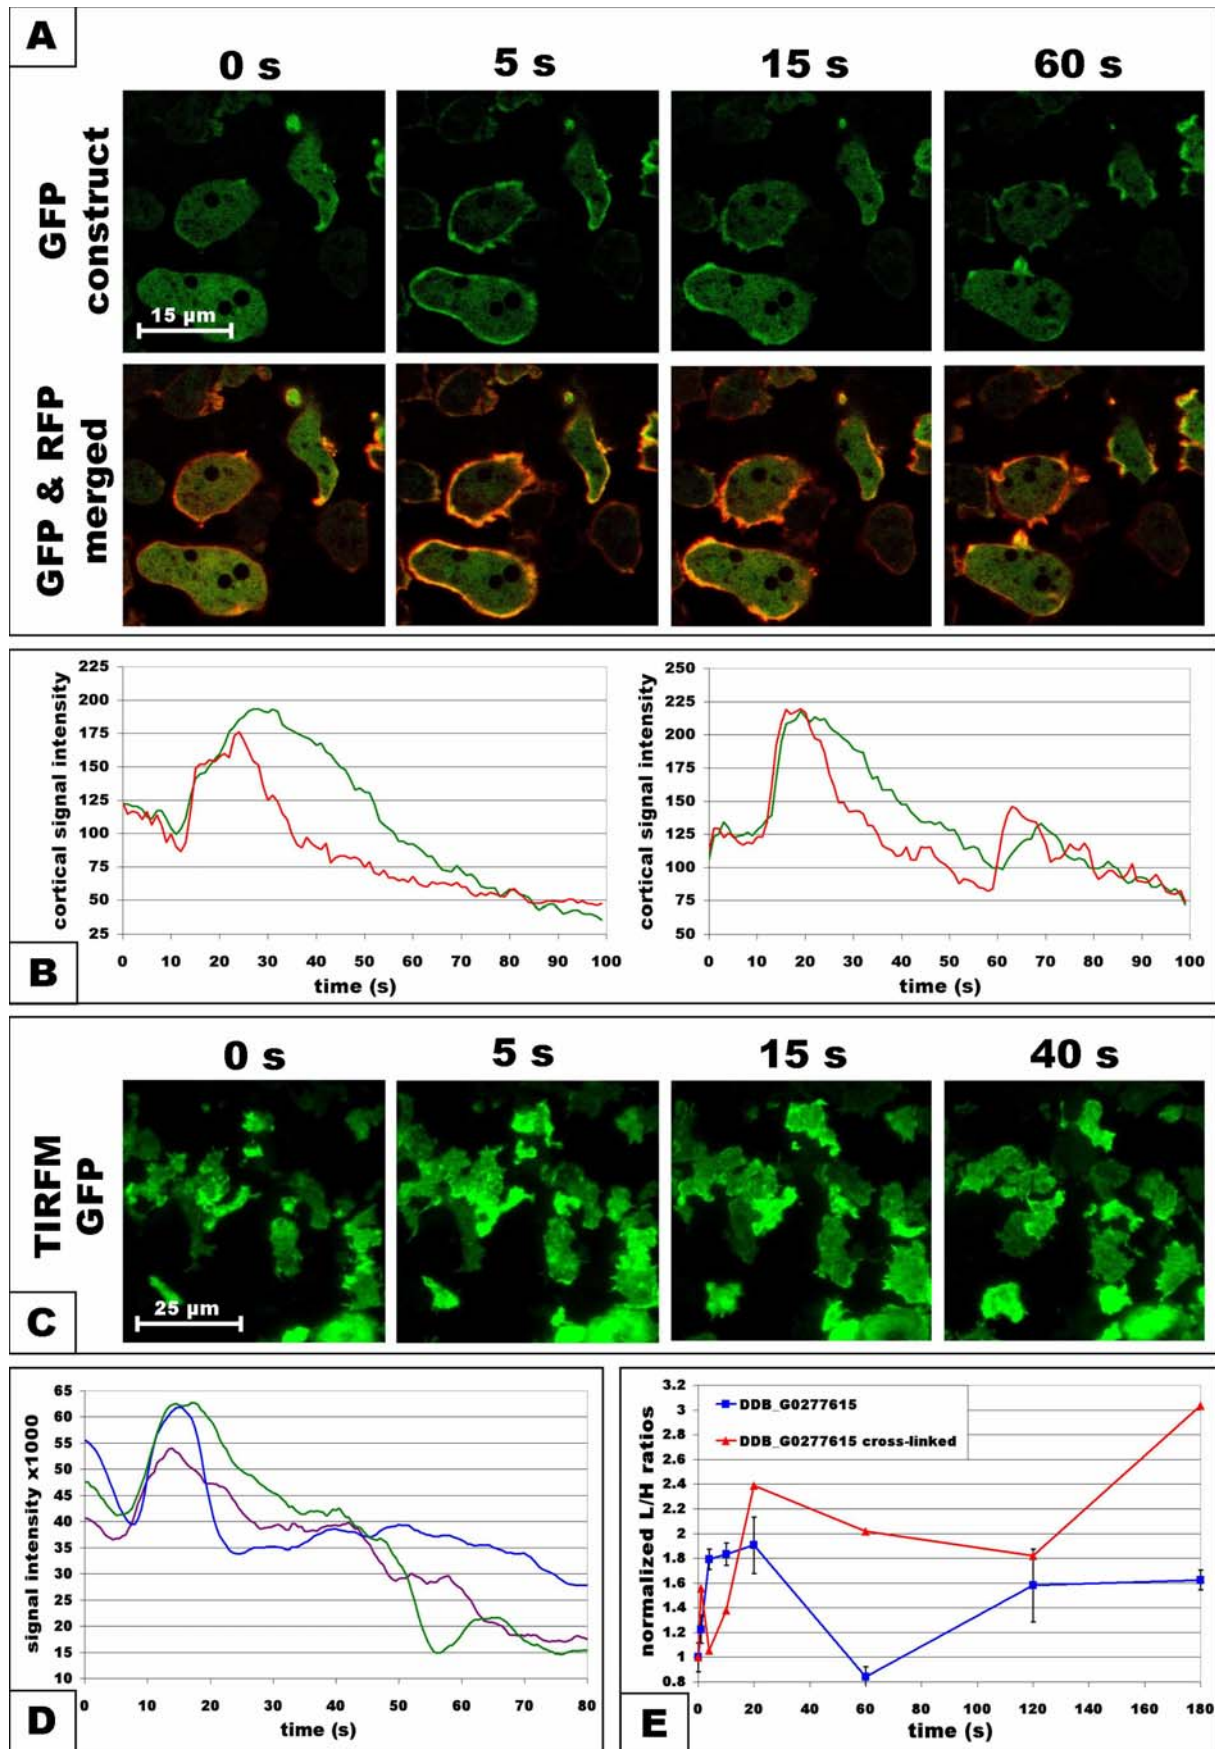 A
0 s 5 s 15 s 60 s
GFP
construct
15 µm
GFP & RFP
merged
225
200
175
150
125
100
75
50
25
cortical signal intensity
0 10 20 30 40 50 60 70 80 90 100
time (s)
250
225
200
175
150
125
100
75
50
cortical signal intensity
0 10 20 30 40 50 60 70 80 90 100
time (s)
B
0 s 5 s 15 s 40 s
TIRFM
GFP
25 µm
C
65
60
55
50
45
40
35
30
25
20
15
10
signal intensity x1000
0 10 20 30 40 50 60 70 80
time (s)
D
3.2
3
2.8
2.6
2.4
2.2
2
1.8
1.6
1.4
1.2
1
0.8
normalized L/H ratios
DDB_G0277615
DDB_G0277615 cross-linked
0 20 40 60 80 100 120 140 160 180
time (s)
E